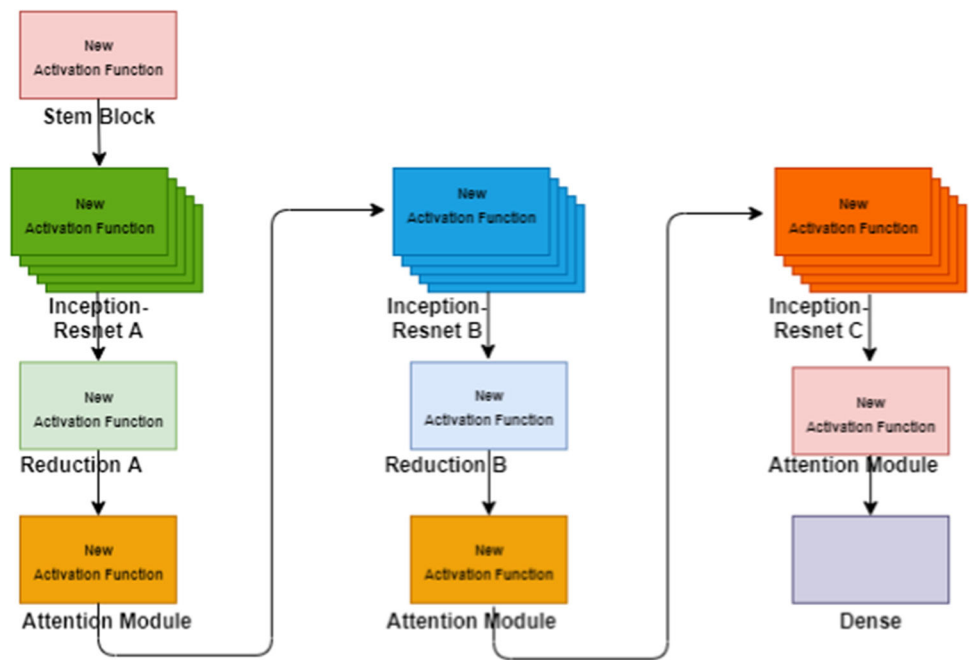 New
Activation Function
Stem Block
New
Activation Function
Inception-
Resnet A
New
Activation Function
Reduction A
New
Activation Function
Attention Module
New
Activation Function
Inception-
Resnet B
New
Activation Function
Reduction B
New
Activation Function
Attention Module
New
Activation Function
Inception-
Resnet C
New
Activation Function
Attention Module
Dense